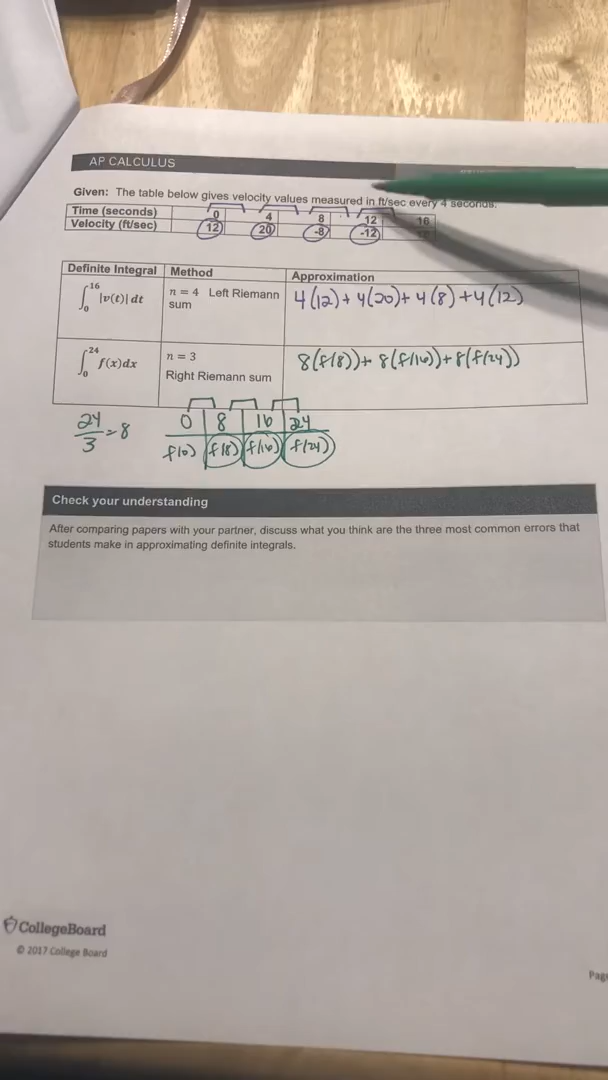 AP CALCULUS
Given: The table below gives velocity values measured in ft/sec every 4 seconds.
Time (seconds) 0 4 8 12 16
Velocity (ft/sec) 12 20 -8 -12
Definite Integral Method Approximation
∫₀¹⁶ |v(t)| dt n = 4 Left Riemann sum 4(12) + 4(20) + 4(8) + 4(12)
∫₀²⁴ f(x)dx n = 3 Right Riemann sum 8(f(8)) + 8(f(16)) + 8(f(24))
24/3 = 8
0 8 16 24
f(0) f(8) f(16) f(24)
Check your understanding
After comparing papers with your partner, discuss what you think are the three most common errors that
students make in approximating definite integrals.
CollegeBoard
© 2017 College Board